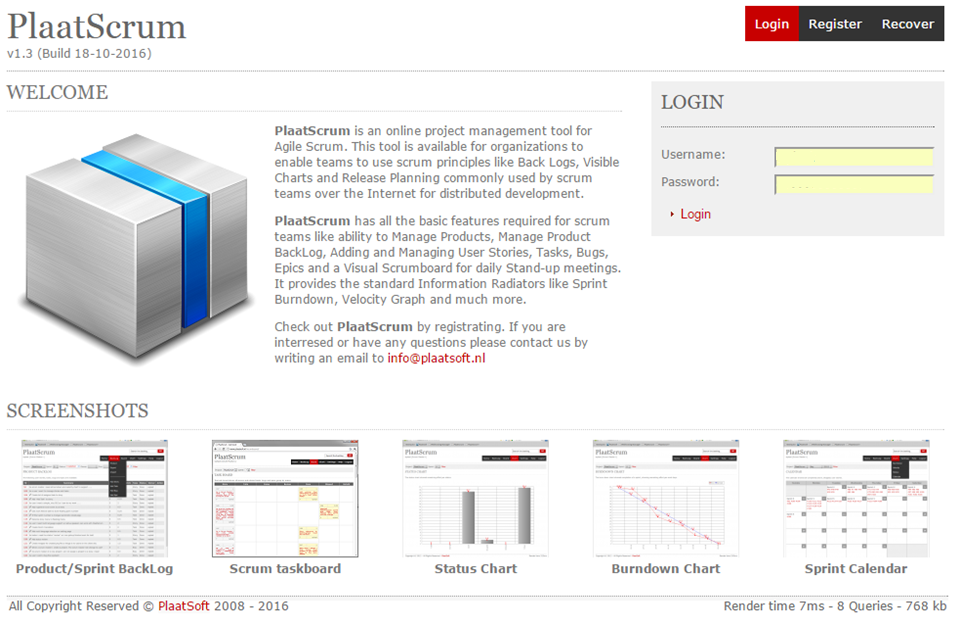 PlaatScrum
v1.3 (Build 18-10-2016)
Login Register Recover
WELCOME
PlaatScrum is an online project management tool for
Agile Scrum. This tool is available for organizations to
enable teams to use scrum principles like Back Logs, Visible
Charts and Release Planning commonly used by scrum
teams over the Internet for distributed development.
PlaatScrum has all the basic features required for scrum
teams like ability to Manage Products, Manage Product
BackLog, Adding and Managing User Stories, Tasks, Bugs,
Epics and a Visual Scrumboard for daily Stand-up meetings.
It provides the standard Information Radiators like Sprint
Burndown, Velocity Graph and much more.
Check out PlaatScrum by registrating. If you are
interresed or have any questions please contact us by
writing an email to info@plaatsoft.nl
LOGIN
Username:
Password:
Login
SCREENSHOTS
PlaatScrum
PlaatScrum
PlaatScrum
PlaatScrum
PlaatScrum
Product/Sprint BackLog
Scrum taskboard
Status Chart
Burndown Chart
Sprint Calendar
All Copyright Reserved © PlaatSoft 2008 - 2016
Render time 7ms - 8 Queries - 768 kb